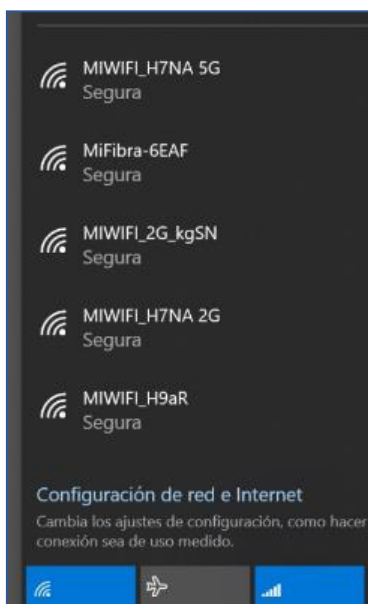 MIWIFI_H7NA 5G
Segura
MiFibra-6EAF
Segura
MIWIFI_2G_kgSN
Segura
MIWIFI_H7NA 2G
Segura
MIWIFI_H9aR
Segura
Configuración de red e Internet
Cambia los ajustes de configuración, como hacer
conexión sea de uso medido.